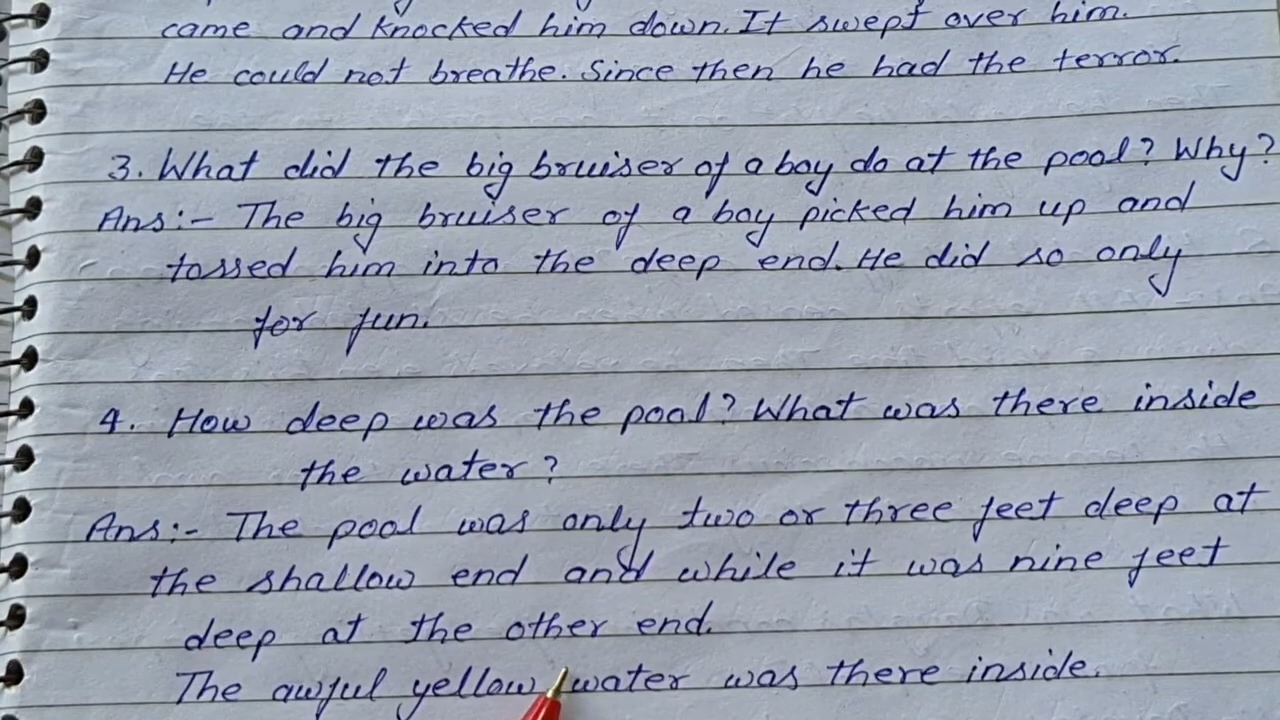 came and knocked him down. It swept over him.
He could not breathe. Since then he had the terror.
3. What did the big bruiser of a boy do at the pool? Why?
Ans:- The big bruiser of a boy picked him up and
tossed him into the deep end. He did so only
for fun.
4. How deep was the pool? What was there inside
the water?
Ans:- The pool was only two or three feet deep at
the shallow end and while it was nine feet
deep at the other end.
The awful yellow water was there inside.